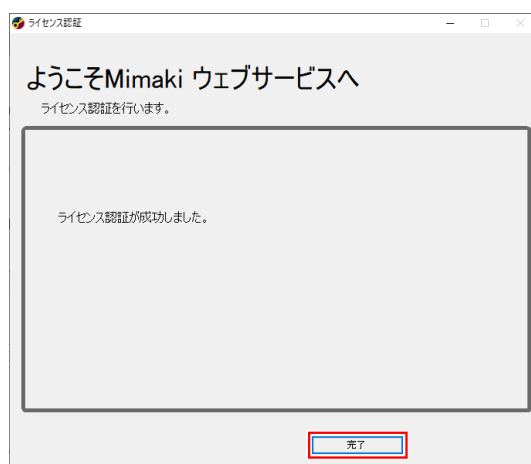 ライセンス認証
ようこそMimaki ウェブサービスへ
ライセンス認証を行います。
ライセンス認証が成功しました。
完了